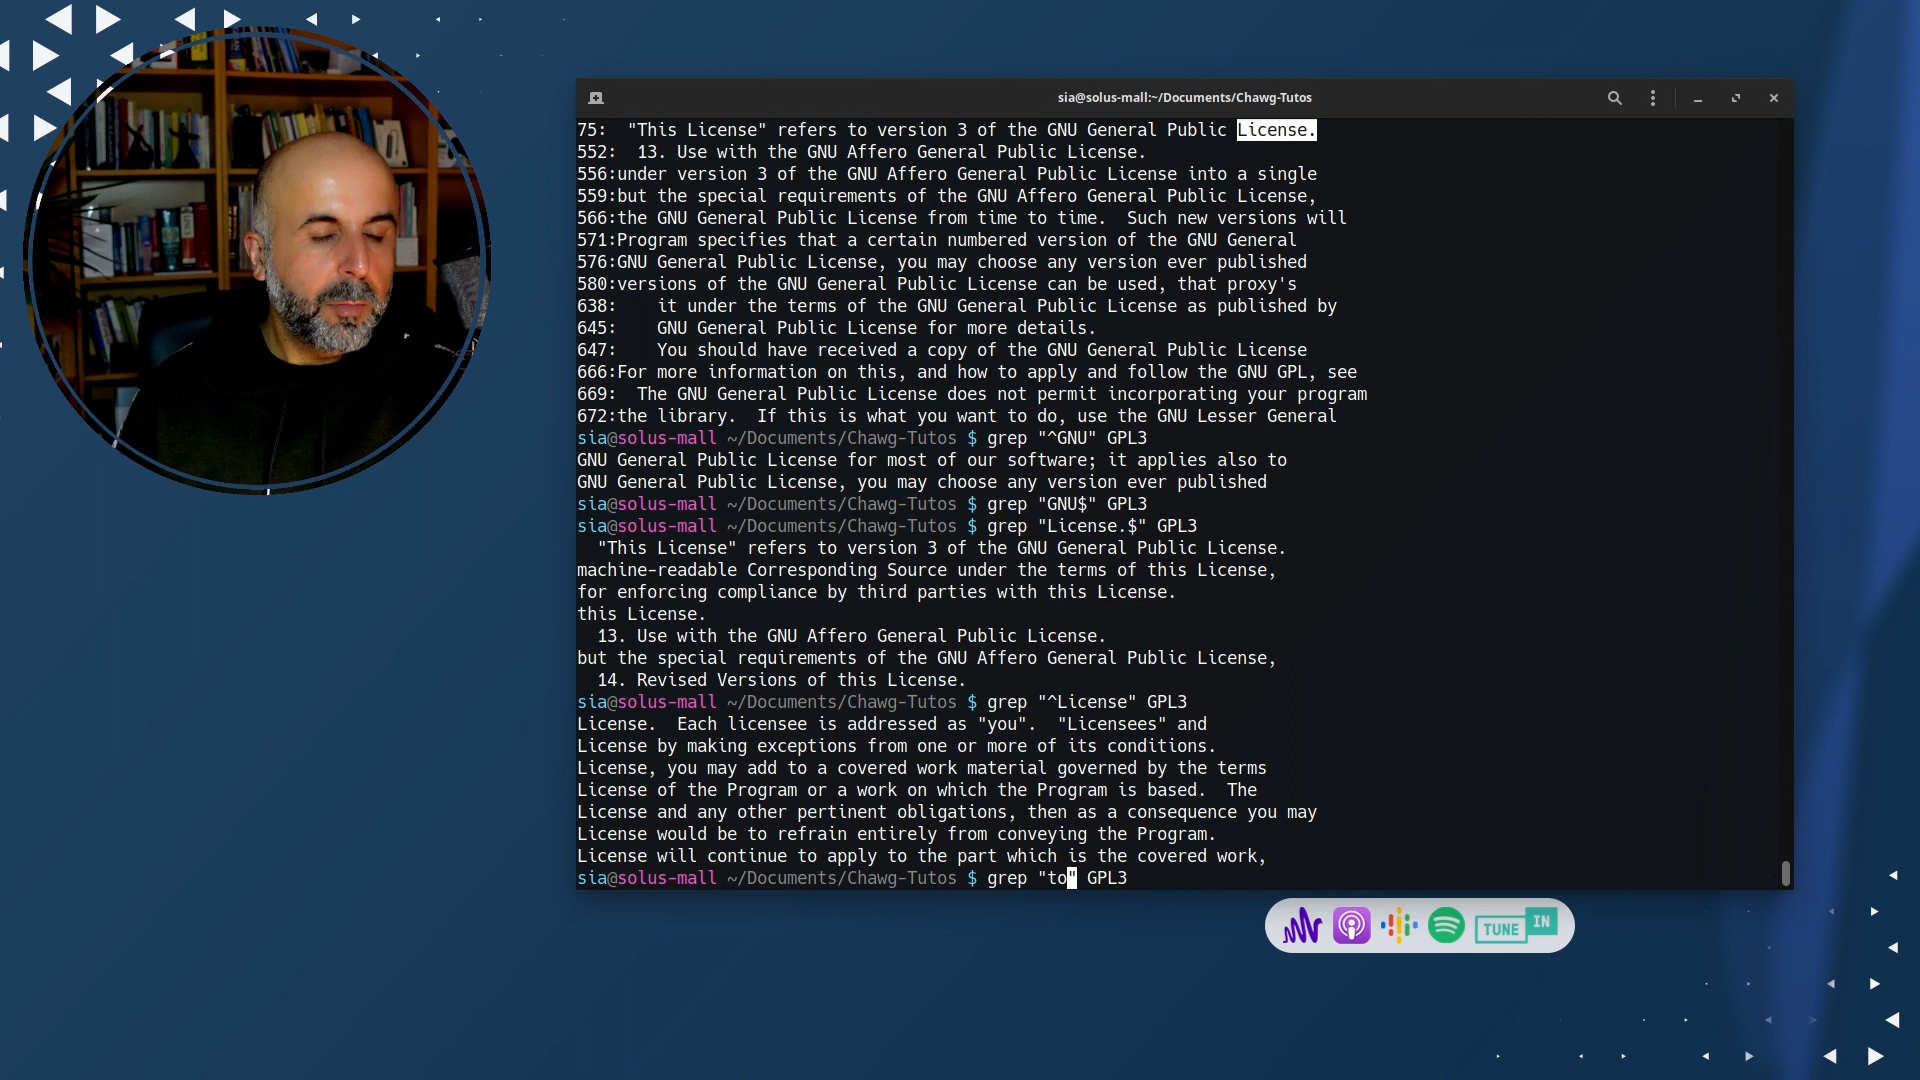 sia@solus-mall:~/Documents/Chawg-Tutos
75:  "This License" refers to version 3 of the GNU General Public License.
552:  13. Use with the GNU Affero General Public License.
556:under version 3 of the GNU Affero General Public License into a single
559:but the special requirements of the GNU Affero General Public License,
566:the GNU General Public License from time to time.  Such new versions will
571:Program specifies that a certain numbered version of the GNU General
576:GNU General Public License, you may choose any version ever published
580:versions of the GNU General Public License can be used, that proxy's
638:    it under the terms of the GNU General Public License as published by
645:    GNU General Public License for more details.
647:    You should have received a copy of the GNU General Public License
666:For more information on this, and how to apply and follow the GNU GPL, see
669:  The GNU General Public License does not permit incorporating your program
672:the library.  If this is what you want to do, use the GNU Lesser General
sia@solus-mall ~/Documents/Chawg-Tutos $ grep "^GNU" GPL3
GNU General Public License for most of our software; it applies also to
GNU General Public License, you may choose any version ever published
sia@solus-mall ~/Documents/Chawg-Tutos $ grep "GNU$" GPL3
sia@solus-mall ~/Documents/Chawg-Tutos $ grep "License.$" GPL3
  "This License" refers to version 3 of the GNU General Public License.
machine-readable Corresponding Source under the terms of this License,
for enforcing compliance by third parties with this License.
this License.
  13. Use with the GNU Affero General Public License.
but the special requirements of the GNU Affero General Public License,
  14. Revised Versions of this License.
sia@solus-mall ~/Documents/Chawg-Tutos $ grep "^License" GPL3
License.  Each licensee is addressed as "you".  "Licensees" and
License by making exceptions from one or more of its conditions.
License, you may add to a covered work material governed by the terms
License of the Program or a work on which the Program is based.  The
License and any other pertinent obligations, then as a consequence you may
License would be to refrain entirely from conveying the Program.
License will continue to apply to the part which is the covered work,
sia@solus-mall ~/Documents/Chawg-Tutos $ grep "to" GPL3
TUNE IN